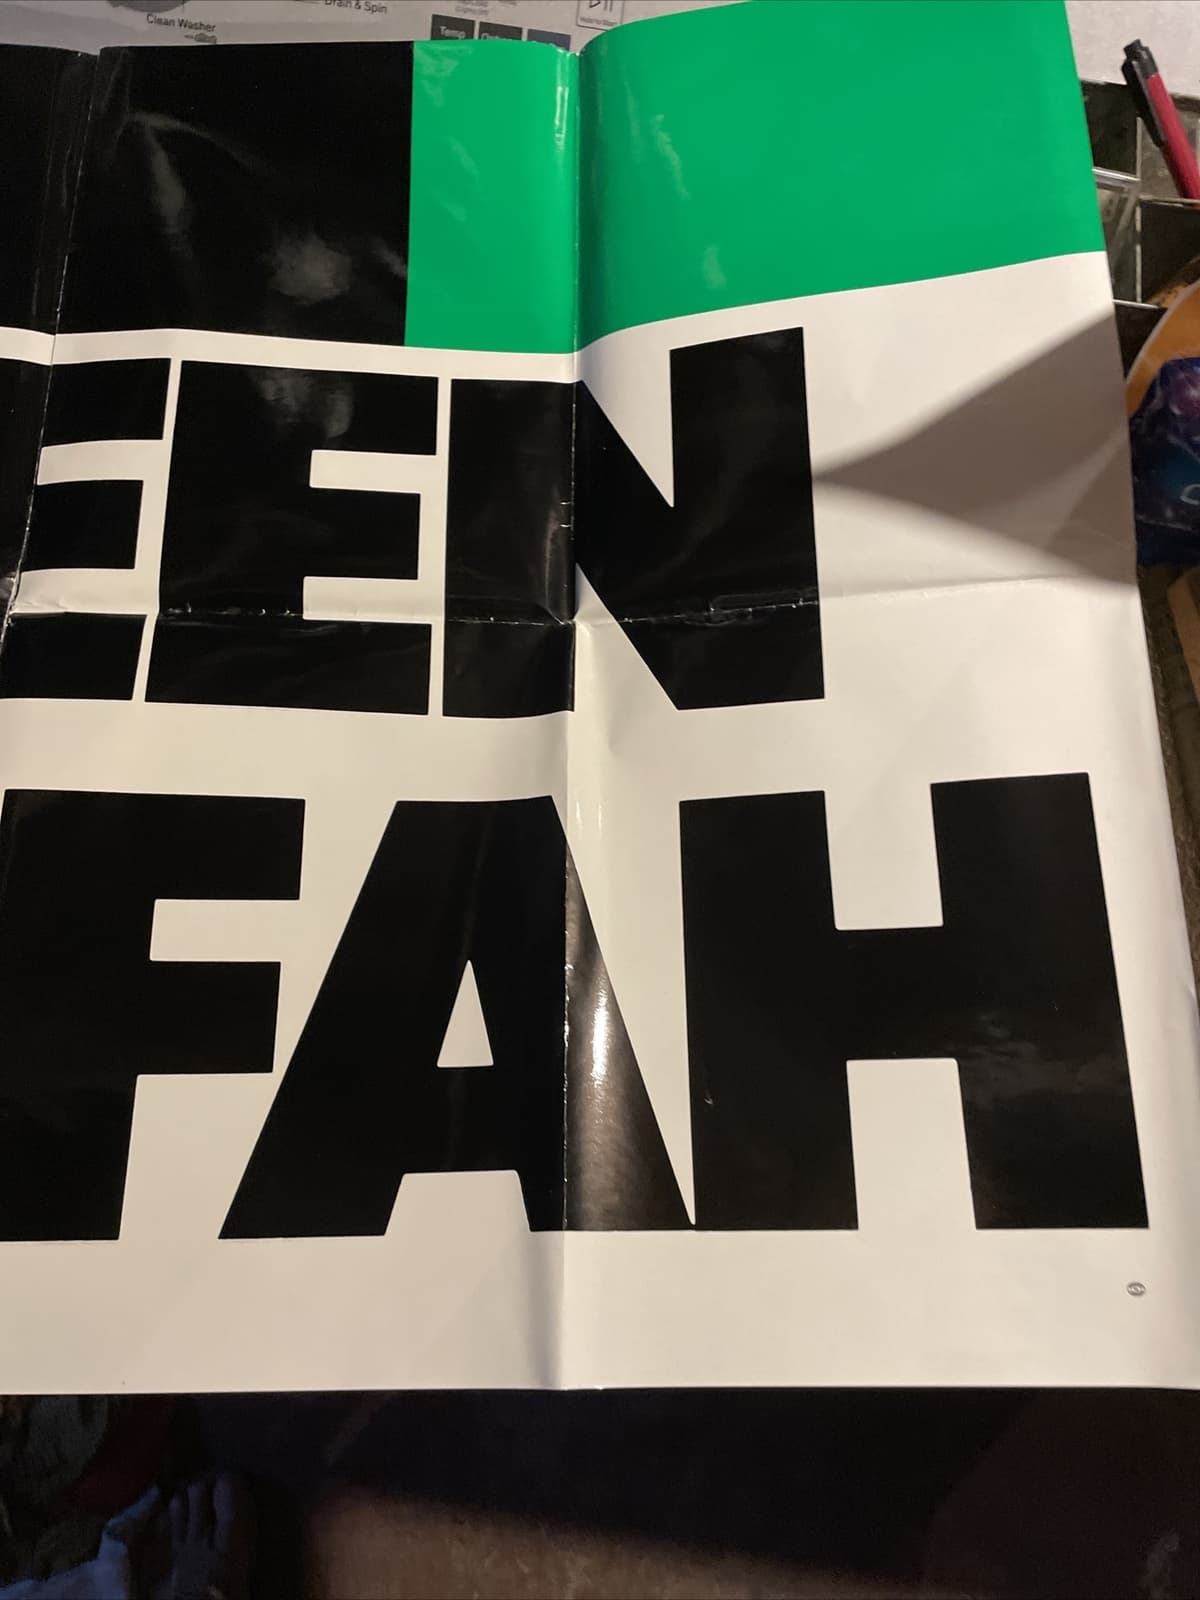 Clean Washer
Drain & Spin
Temp
EEN
FAH